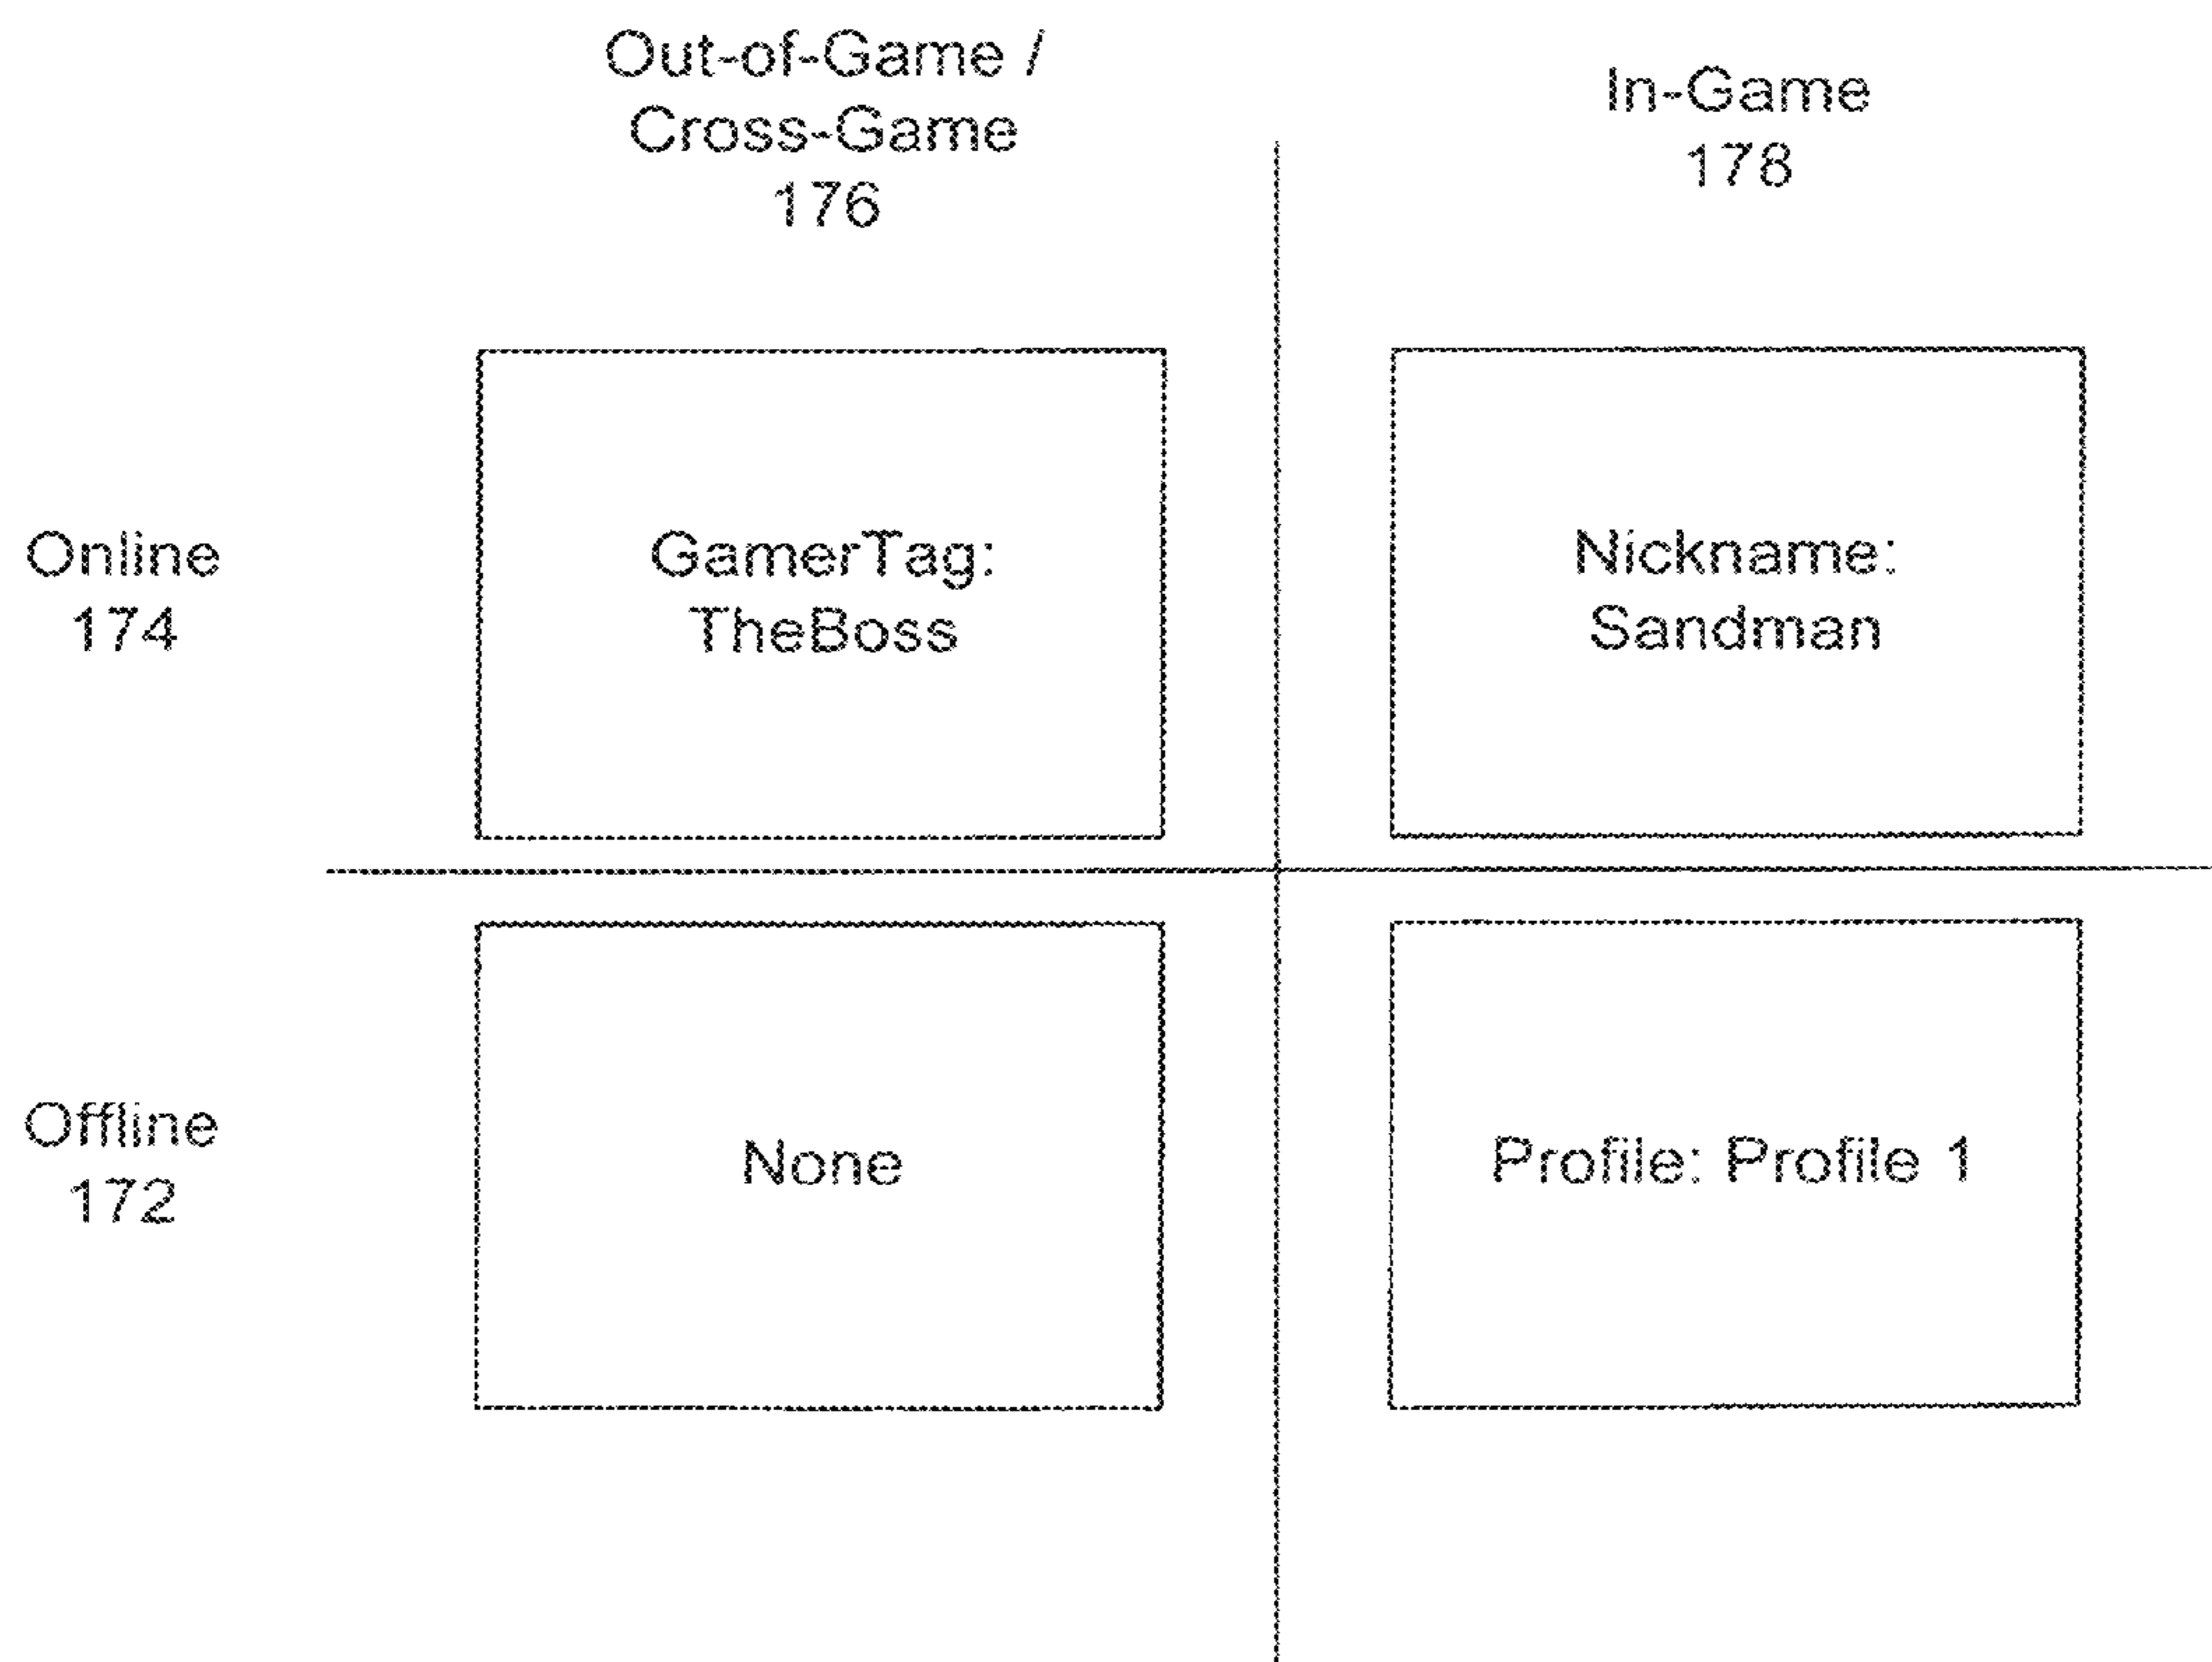 Out-of-Game /
Cross-Game
176
In-Game
178
Online
174
GamerTag:
TheBoss
Nickname:
Sandman
Offline
172
None
Profile: Profile 1